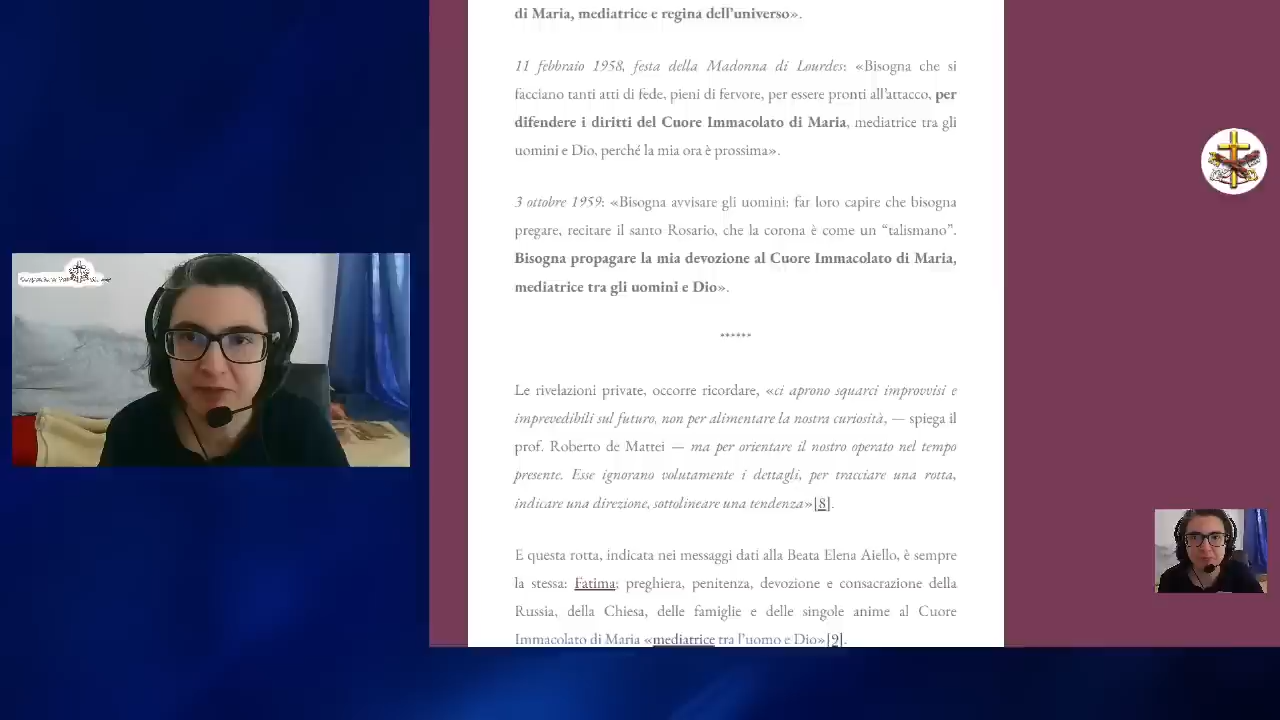 di Maria, mediatrice e regina dell'universo».
11 febbraio 1958, festa della Madonna di Lourdes: «Bisogna che si
facciano tanti atti di fede, pieni di fervore, per essere pronti all'attacco, per
difendere i diritti del Cuore Immacolato di Maria, mediatrice tra gli
uomini e Dio, perché la mia ora è prossima».
3 ottobre 1959: «Bisogna avvisare gli uomini: far loro capire che bisogna
pregare, recitare il santo Rosario, che la corona è come un “talismano”.
Bisogna propagare la mia devozione al Cuore Immacolato di Maria,
mediatrice tra gli uomini e Dio».
******
Le rivelazioni private, occorre ricordare, «ci aprono squarci improvvisi e
imprevedibili sul futuro, non per alimentare la nostra curiosità, — spiega il
prof. Roberto de Mattei — ma per orientare il nostro operato nel tempo
presente. Esse ignorano volutamente i dettagli, per tracciare una rotta,
indicare una direzione, sottolineare una tendenza»[8].
E questa rotta, indicata nei messaggi dati alla Beata Elena Aiello, è sempre
la stessa: Fatima; preghiera, penitenza, devozione e consacrazione della
Russia, della Chiesa, delle famiglie e delle singole anime al Cuore
Immacolato di Maria «mediatrice tra l'uomo e Dio»[9].